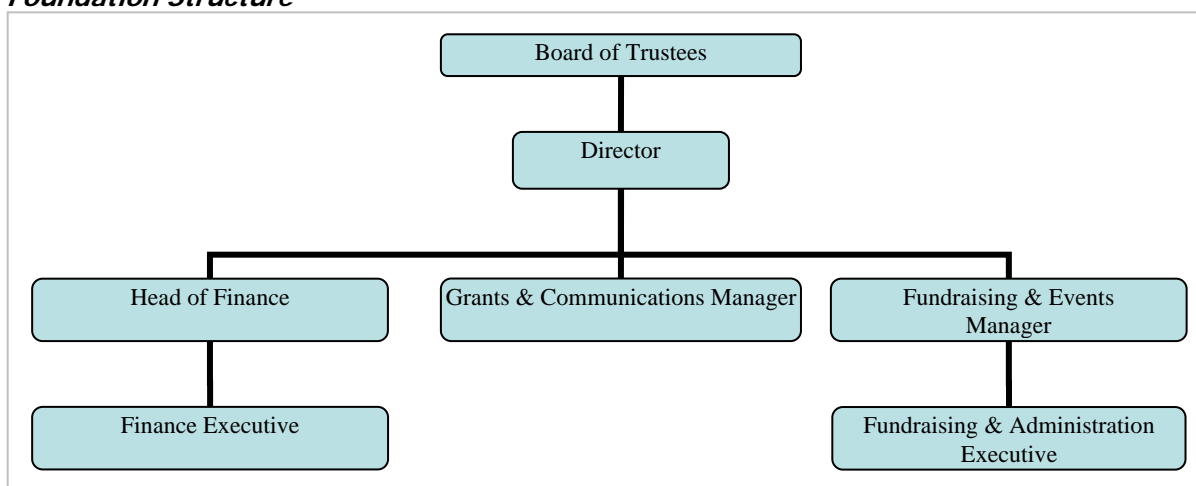 Foundation Structure
Board of Trustees
Director
Head of Finance
Grants & Communications Manager
Fundraising & Events
Manager
Finance Executive
Fundraising & Administration
Executive